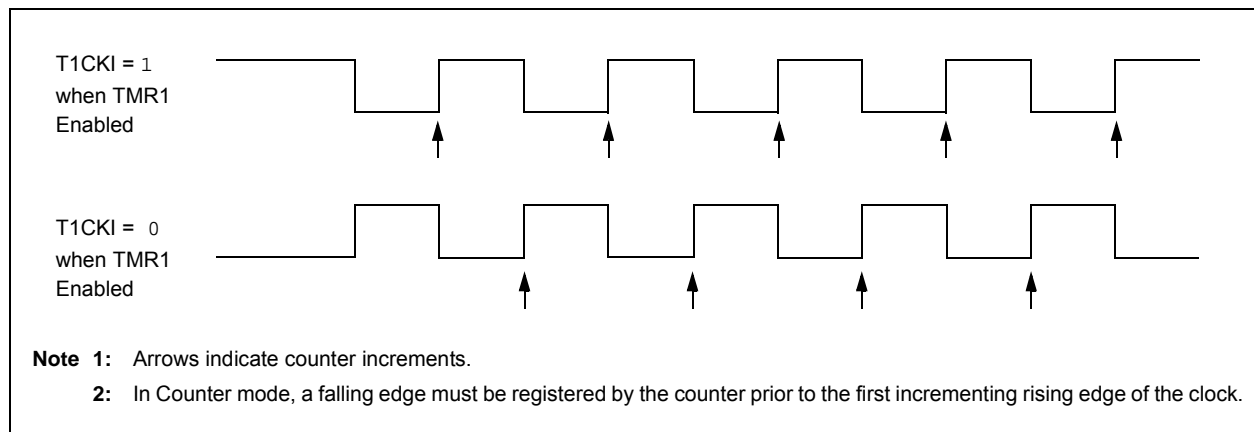 T1CKI = 1
when TMR1
Enabled
T1CKI = 0
when TMR1
Enabled
Note 1: Arrows indicate counter increments.
2: In Counter mode, a falling edge must be registered by the counter prior to the first incrementing rising edge of the clock.